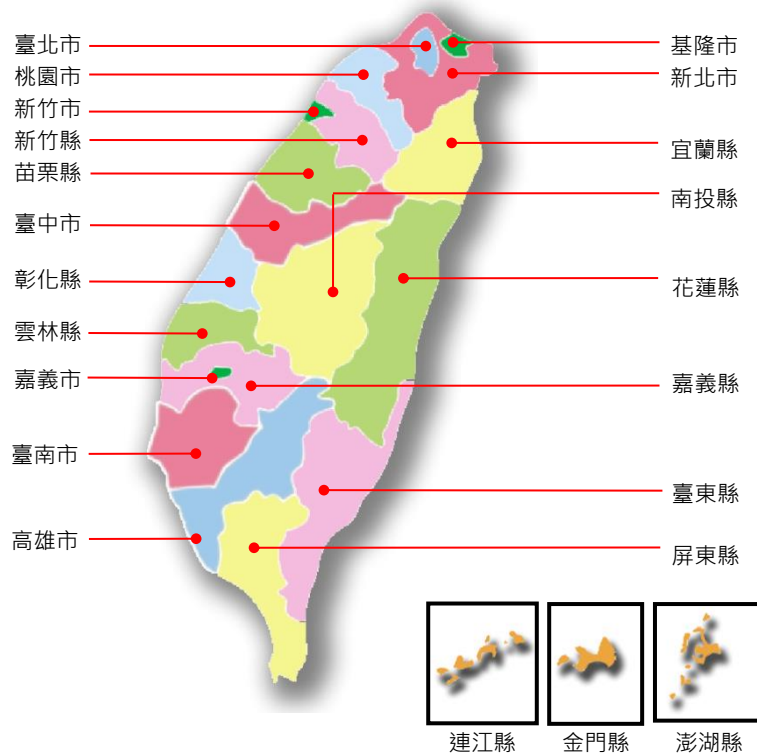 臺北市
桃園市
新竹市
新竹縣
苗栗縣
臺中市
彰化縣
雲林縣
嘉義市
臺南市
高雄市
基隆市
新北市
宜蘭縣
南投縣
花蓮縣
嘉義縣
臺東縣
屏東縣
連江縣
金門縣
澎湖縣